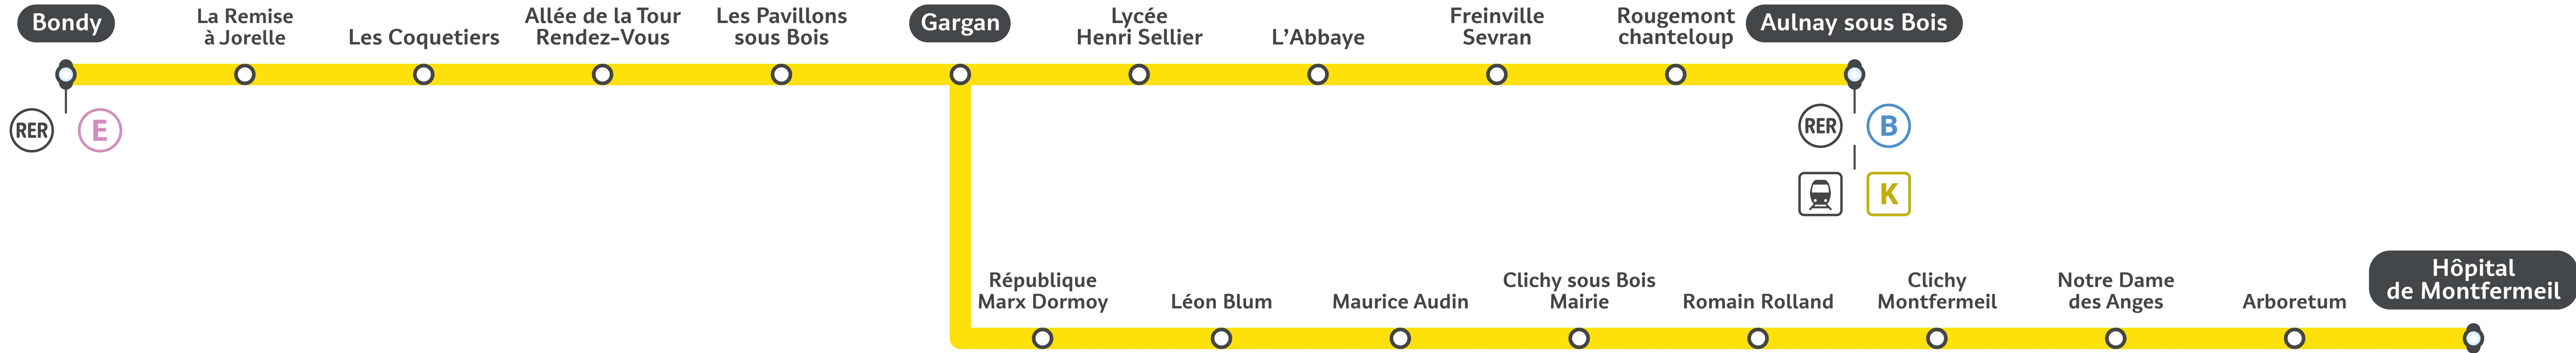 Bondy
La Remise
à Jorelle
Les Coquetiers
Allée de la Tour
Rendez-Vous
Les Pavillons
sous Bois
Gargan
Lycée
Henri Sellier
L'Abbaye
Freinville
Sevran
Rougemont
chanteloup
Aulnay sous Bois
RER E
RER B
K
République
Marx Dormoy
Léon Blum
Maurice Audin
Clichy sous Bois
Mairie
Romain Rolland
Clichy
Montfermeil
Notre Dame
des Anges
Arboretum
Hôpital
de Montfermeil